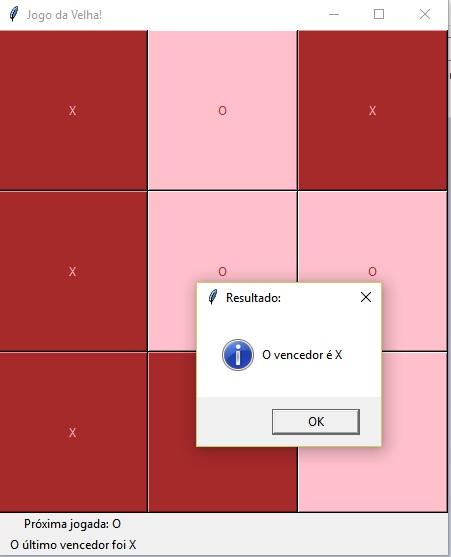 Jogo da Velha!
X
O
X
X
O
O
Resultado:
O vencedor é X
X
OK
Próxima jogada: O
O último vencedor foi X